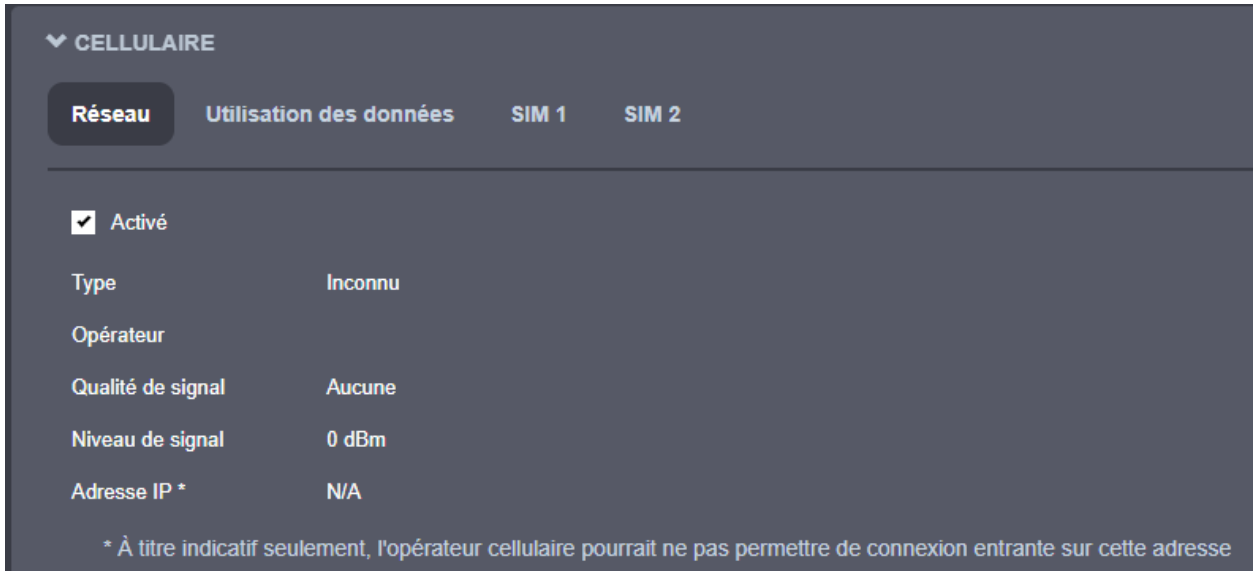 CELLULAIRE
Réseau Utilisation des données SIM 1 SIM 2
Activé
Type Inconnu
Opérateur
Qualité de signal Aucune
Niveau de signal 0 dBm
Adresse IP * N/A
* À titre indicatif seulement, l'opérateur cellulaire pourrait ne pas permettre de connexion entrante sur cette adresse